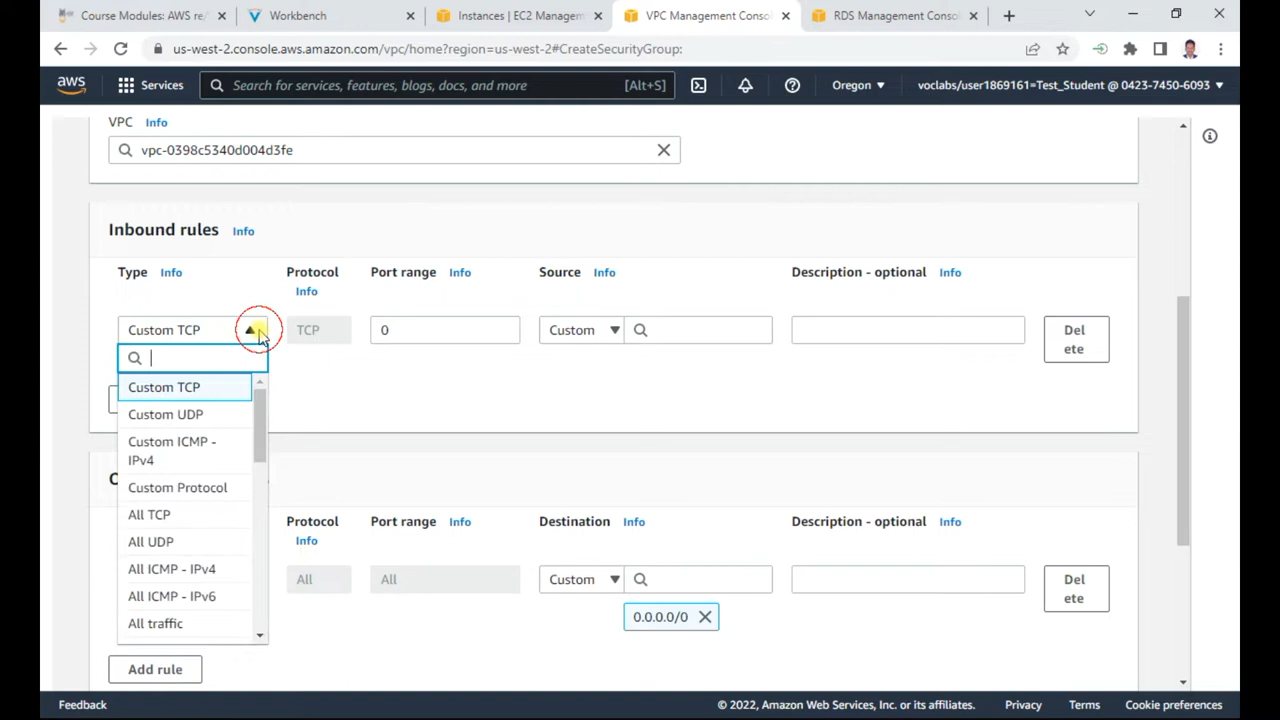 Course Modules: AWS re/
Workbench
Instances | EC2 Managem
VPC Management Conso
RDS Management Conso
us-west-2.console.aws.amazon.com/vpc/home?region=us-west-2#CreateSecurityGroup:
aws
Services
Search for services, features, blogs, docs, and more
[Alt+S]
Oregon
voclabs/user1869161=Test_Student @ 0423-7450-6093
VPC Info
vpc-0398c5340d004d3fe
Inbound rules Info
Type Info
Protocol
Info
Port range Info
Source Info
Description - optional Info
Custom TCP
TCP
0
Custom
Del
ete
Custom TCP
Custom UDP
Custom ICMP -
IPv4
Custom Protocol
All TCP
All UDP
All ICMP - IPv4
All ICMP - IPv6
All traffic
Protocol
Info
Port range Info
Destination Info
Description - optional Info
All
All
Custom
Del
ete
0.0.0.0/0
Add rule
Feedback
© 2022, Amazon Web Services, Inc. or its affiliates.
Privacy
Terms
Cookie preferences